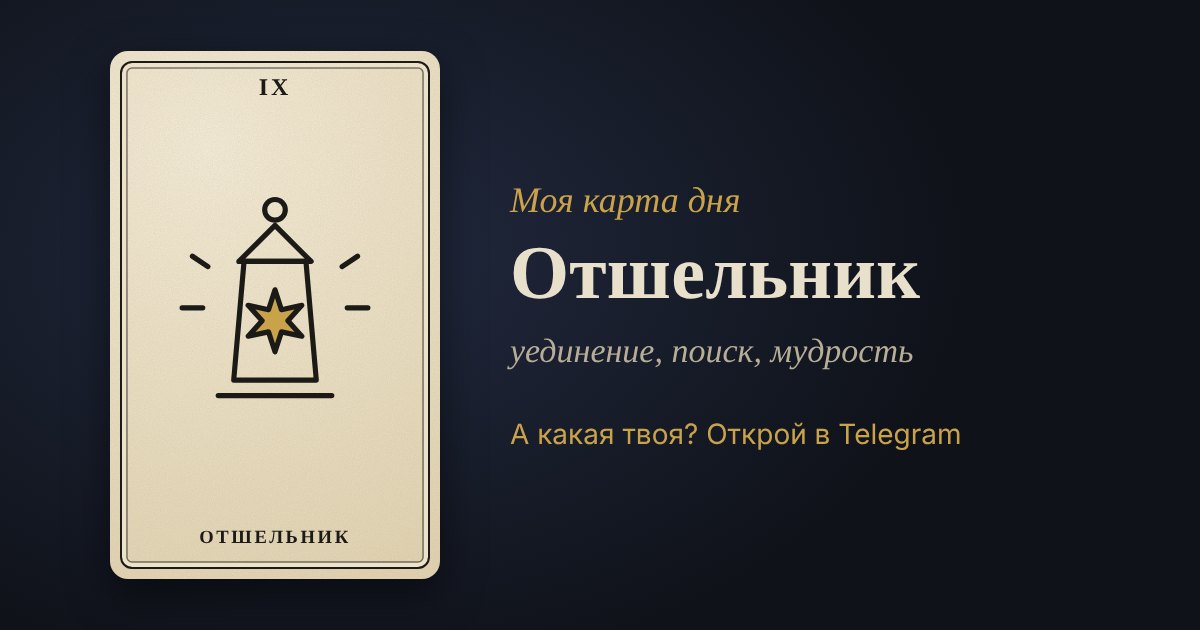 IX
ОТШЕЛЬНИК
Моя карта дня
Отшельник
уединение, поиск, мудрость
А какая твоя? Открой в Telegram